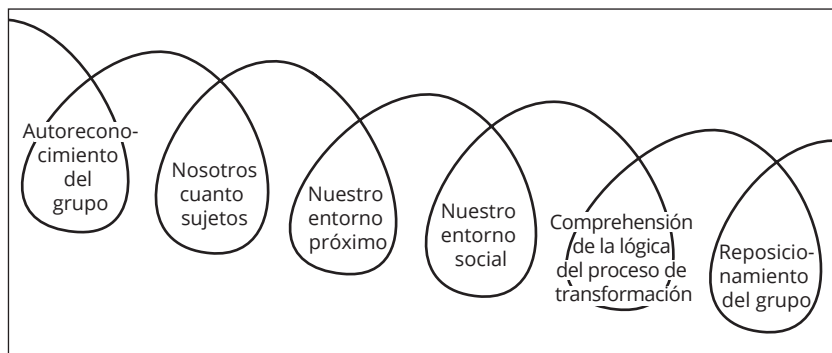 Autorecono-
cimiento
del
grupo
Nosotros
cuanto
sujetos
Nuestro
entorno
próximo
Nuestro
entorno
social
Comprehensión
de la lógica
del proceso de
transformación
Reposicio-
namiento
del grupo